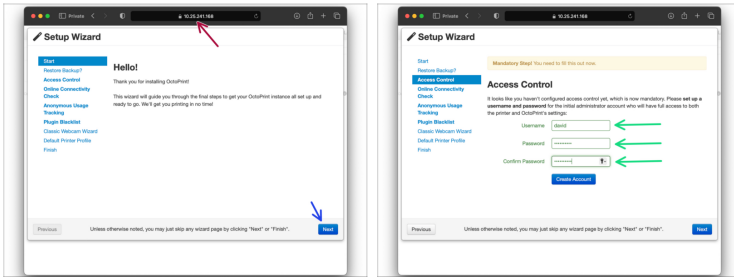 Private
10.25.241.168
Setup Wizard
Start
Restore Backup?
Access Control
Online Connectivity
Check
Anonymous Usage
Tracking
Plugin Blacklist
Classic Webcam Wizard
Default Printer Profile
Finish
Hello!
Thank you for installing OctoPrint!
This wizard will guide you through the final steps to get your OctoPrint instance all set up and
ready to go. We'll get you printing in no time!
Previous
Unless otherwise noted, you may just skip any wizard page by clicking "Next" or "Finish".
Next
Private
10.25.241.168
Setup Wizard
Start
Restore Backup?
Access Control
Online Connectivity
Check
Anonymous Usage
Tracking
Plugin Blacklist
Classic Webcam Wizard
Default Printer Profile
Finish
Mandatory Step! You need to fill this out now.
Access Control
It looks like you haven't configured access control yet, which is now mandatory. Please set up a
username and password for the initial administrator account who will have full access to both
the printer and OctoPrint's settings:
Username david
Password
Confirm Password
Create Account
Previous
Unless otherwise noted, you may just skip any wizard page by clicking "Next" or "Finish".
Next